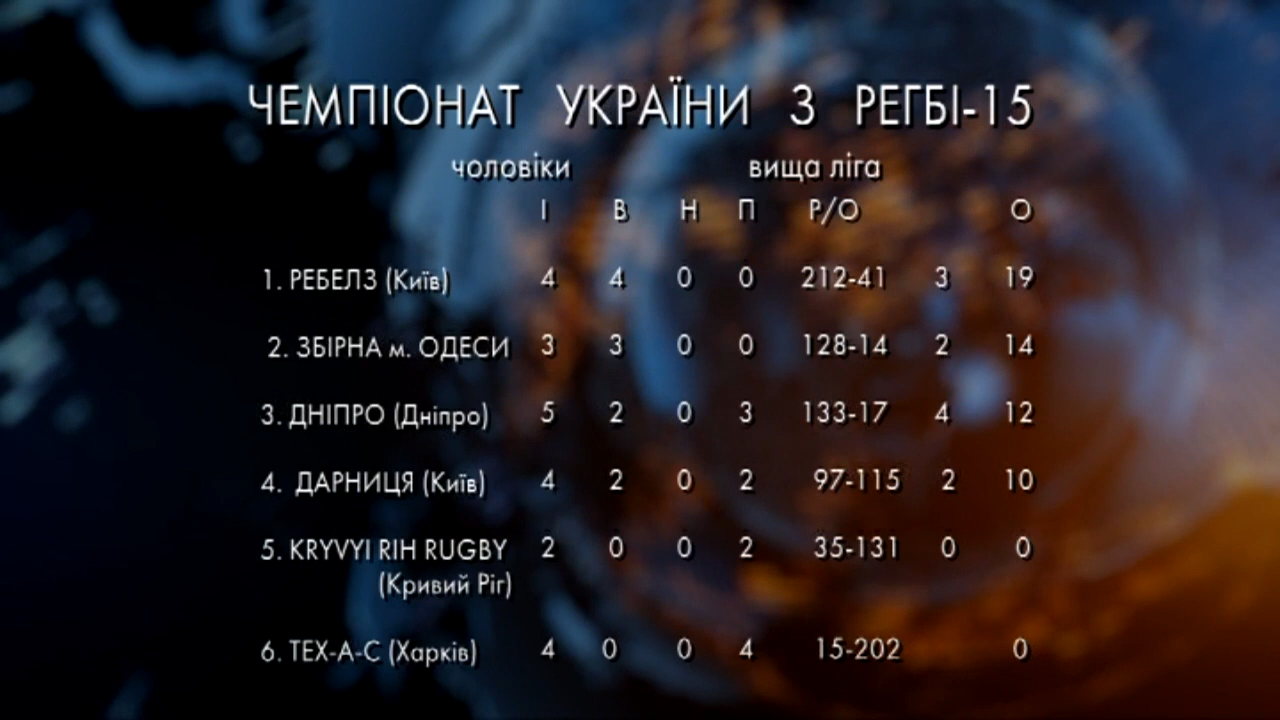 ЧЕМПІОНАТ УКРАЇНИ З РЕГБІ-15
чоловіки вища ліга
І В Н П Р/О О
1. РЕБЕЛЗ (Київ) 4 4 0 0 212-41 3 19
2. ЗБІРНА м. ОДЕСИ 3 3 0 0 128-14 2 14
3. ДНІПРО (Дніпро) 5 2 0 3 133-17 4 12
4. ДАРНИЦЯ (Київ) 4 2 0 2 97-115 2 10
5. KRYVYI RIH RUGBY 2 0 0 2 35-131 0 0
(Кривий Ріг)
6. ТЕХ-А-С (Харків) 4 0 0 4 15-202 0